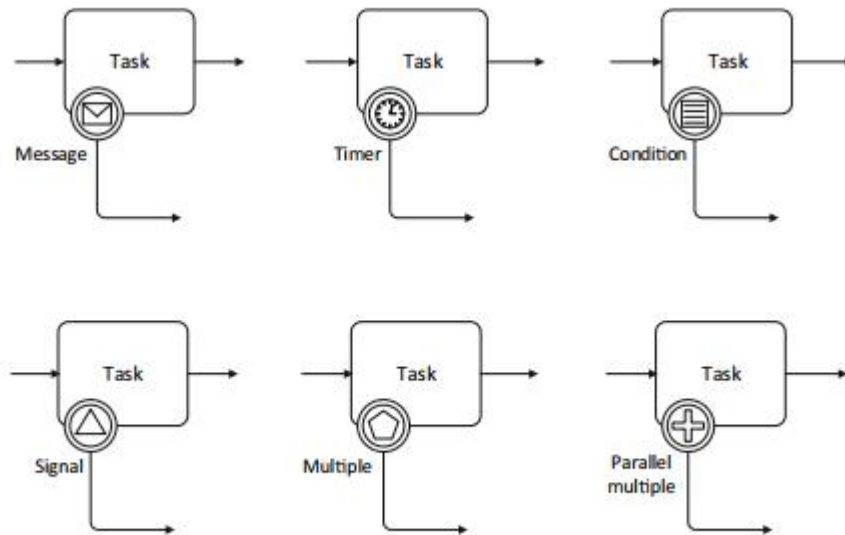 Task
Task
Task
Message
Timer
Condition
Task
Task
Task
Signal
Multiple
Parallel
multiple